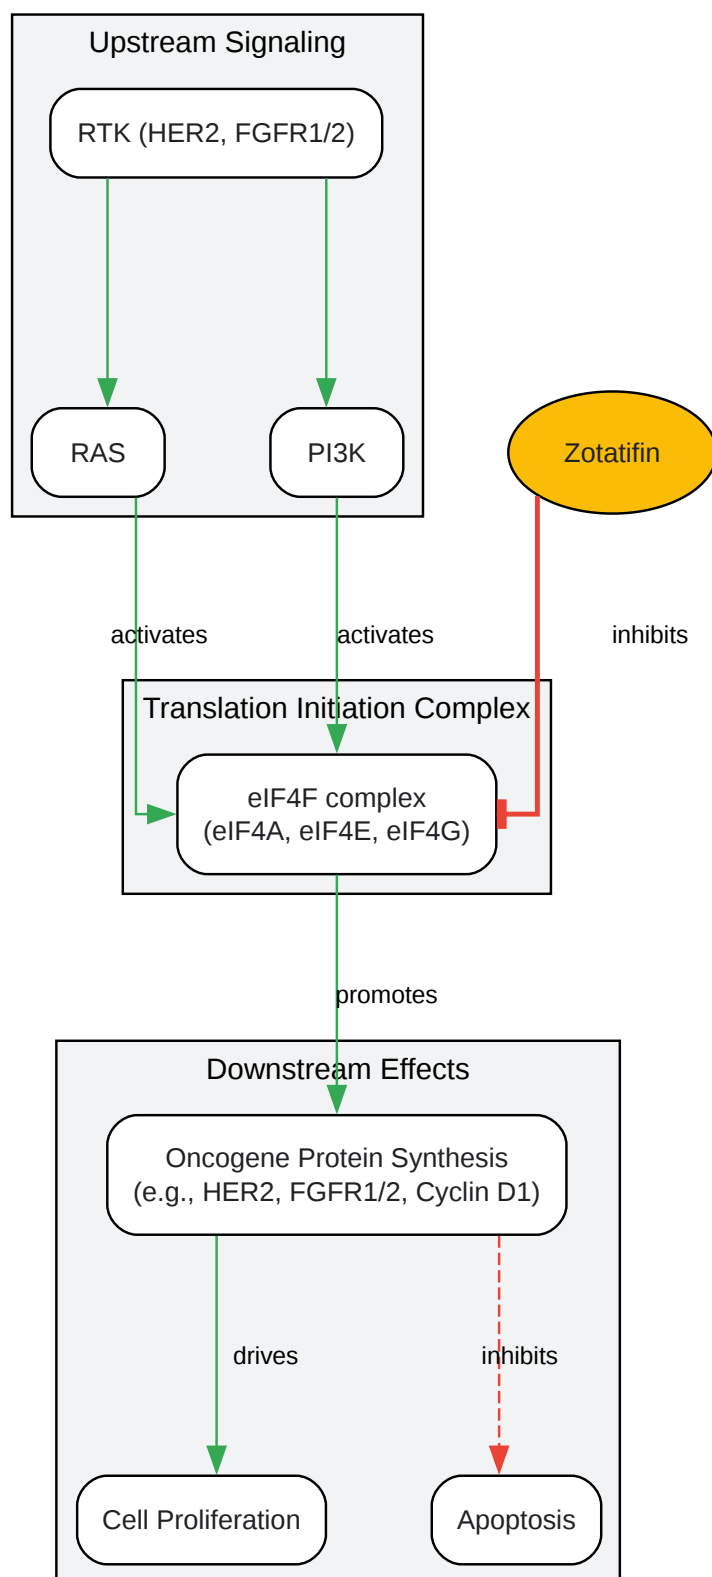 Upstream Signaling
RTK (HER2, FGFR1/2)
RAS
PI3K
Zotatifin
activates
activates
inhibits
Translation Initiation Complex
eIF4F complex
(eIF4A, eIF4E, eIF4G)
promotes
Downstream Effects
Oncogene Protein Synthesis
(e.g., HER2, FGFR1/2, Cyclin D1)
drives
inhibits
Cell Proliferation
Apoptosis